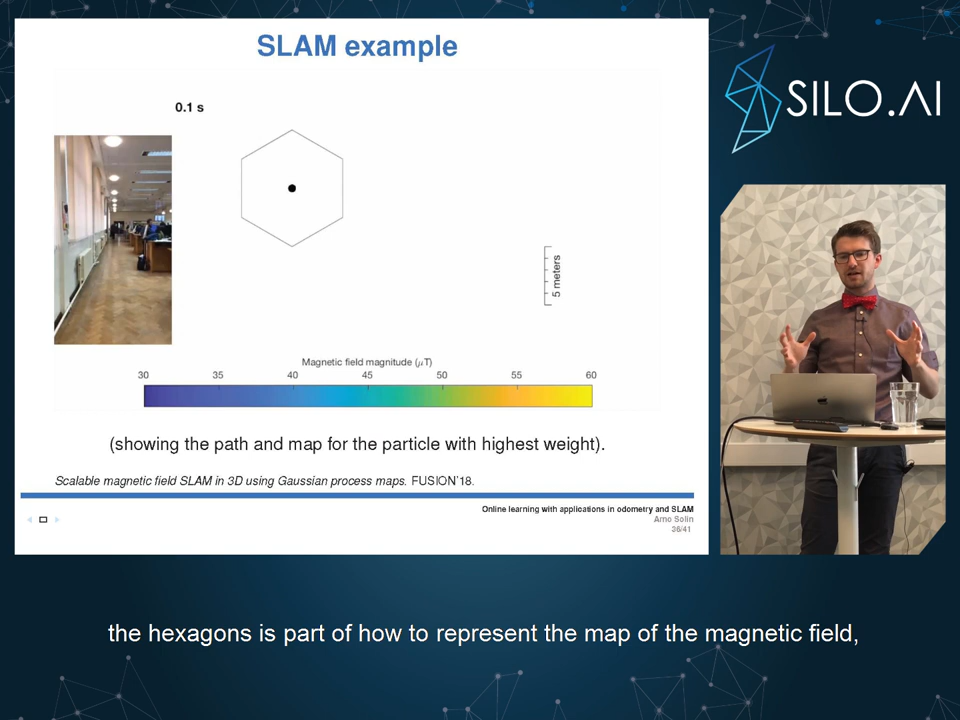 SLAM example
0.1 s
5 meters
Magnetic field magnitude (μT)
30 35 40 45 50 55 60
(showing the path and map for the particle with highest weight).
Scalable magnetic field SLAM in 3D using Gaussian process maps. FUSION'18.
Online learning with applications in odometry and SLAM
Arno Solin
36/41
SILO.AI
the hexagons is part of how to represent the map of the magnetic field,